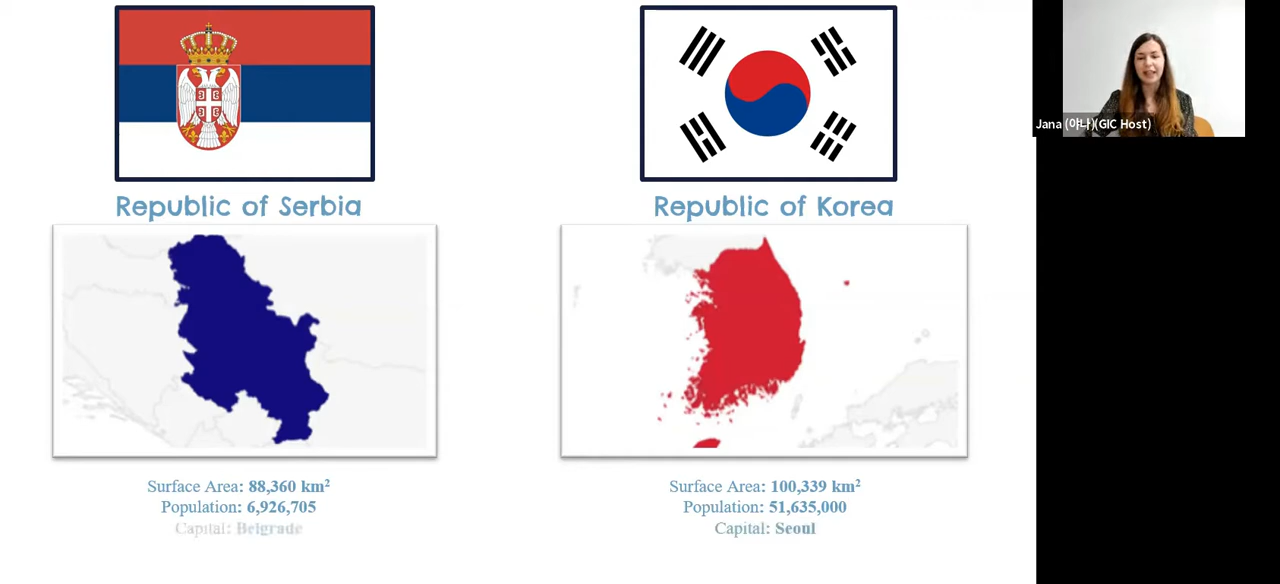 Republic of Serbia
Surface Area: 88,360 km²
Population: 6,926,705
Capital: Belgrade
Republic of Korea
Surface Area: 100,339 km²
Population: 51,635,000
Capital: Seoul
Jana (야나)(GIC Host)